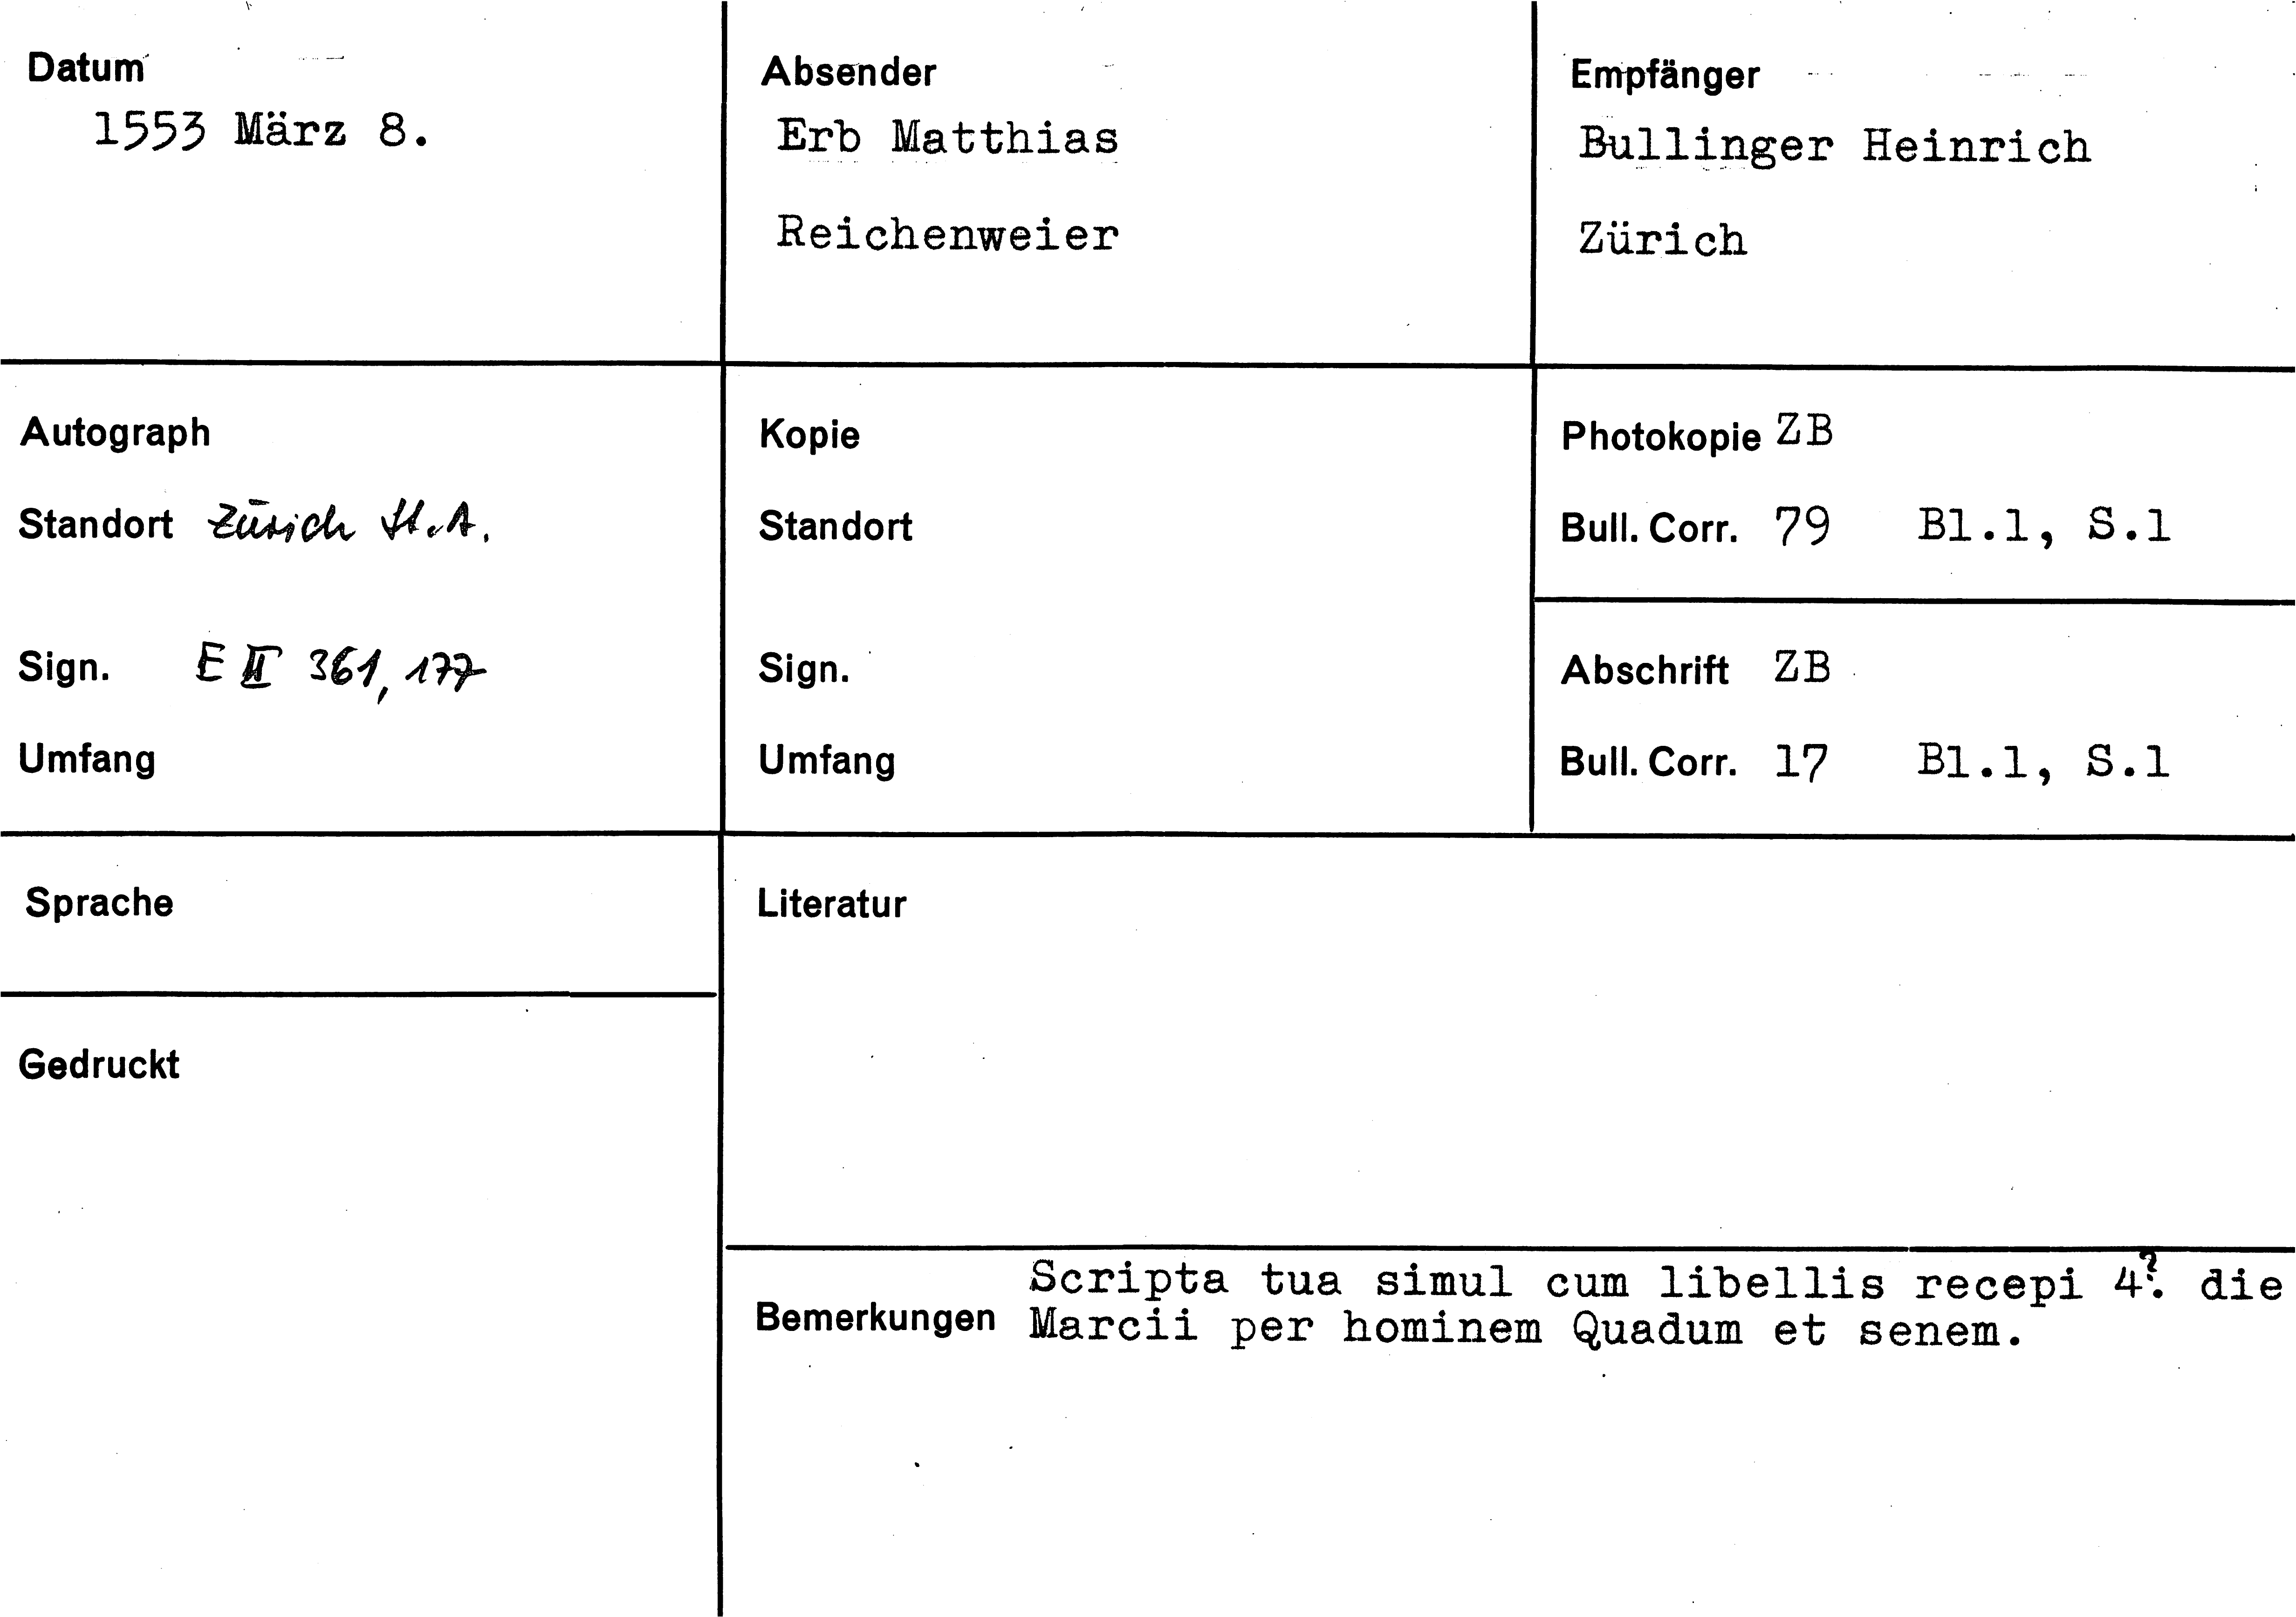 Datum
1553 März 8.
Absender
Erb Matthias
Reichenweier
Empfänger
Bullinger Heinrich
Zürich
Autograph
Standort Zürich St.A.
Sign. E II 361, 177
Umfang
Kopie
Standort
Sign.
Umfang
Photokopie ZB
Bull. Corr. 79 Bl.1, S.1
Abschrift ZB
Bull. Corr. 17 Bl.1, S.1
Sprache
Gedruckt
Literatur
Bemerkungen
Scripta tua simul cum libellis recepi 4?. die
Marcii per hominem Quadum et senem.